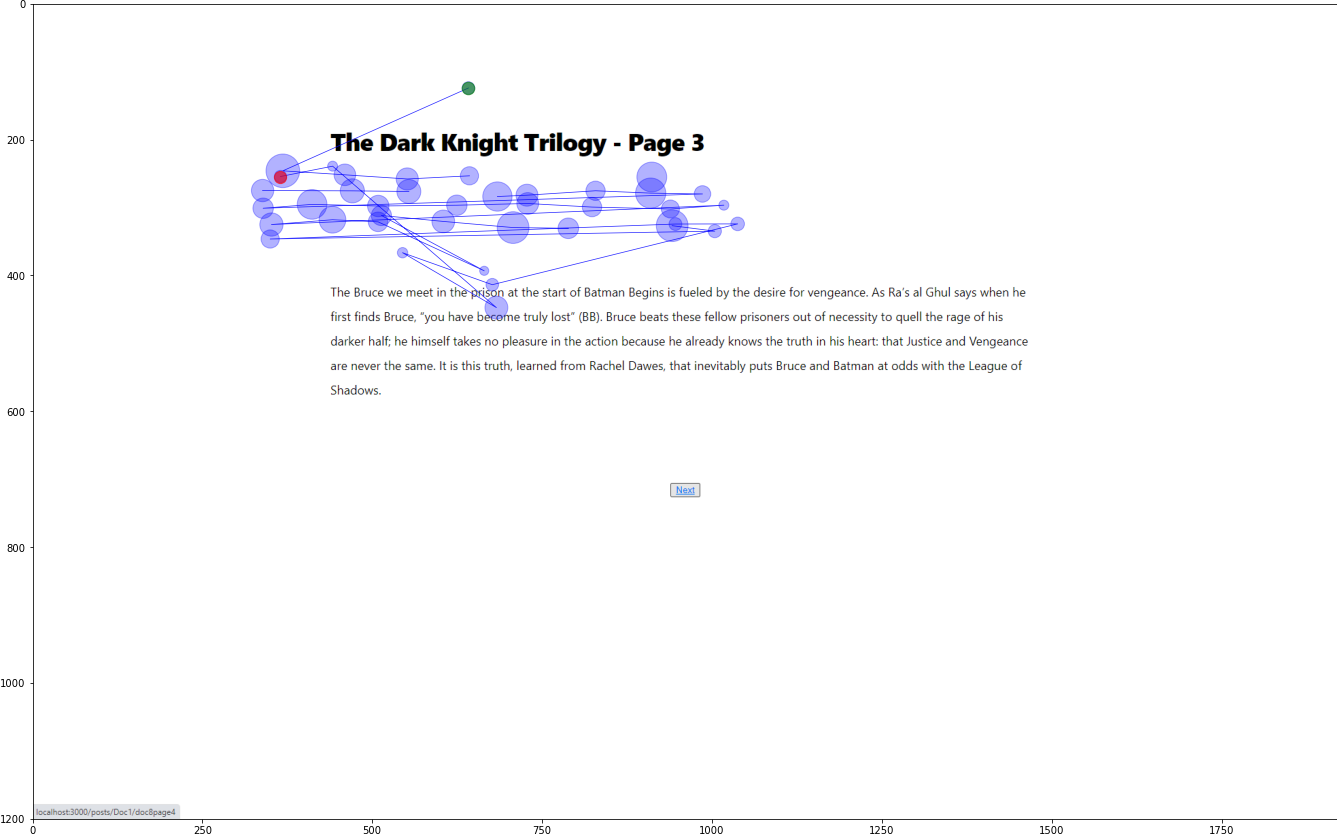 0
200
The Dark Knight Trilogy - Page 3
400
The Bruce we meet in the prison at the start of Batman Begins is fueled by the desire for vengeance. As Ra's al Ghul says when he
first finds Bruce, “you have become truly lost” (BB). Bruce beats these fellow prisoners out of necessity to quell the rage of his
darker half; he himself takes no pleasure in the action because he already knows the truth in his heart: that Justice and Vengeance
are never the same. It is this truth, learned from Rachel Dawes, that inevitably puts Bruce and Batman at odds with the League of
Shadows.
600
Next
800
1000
localhost:3000/posts/Doc1/doc8page4
1200
0 250 500 750 1000 1250 1500 1750